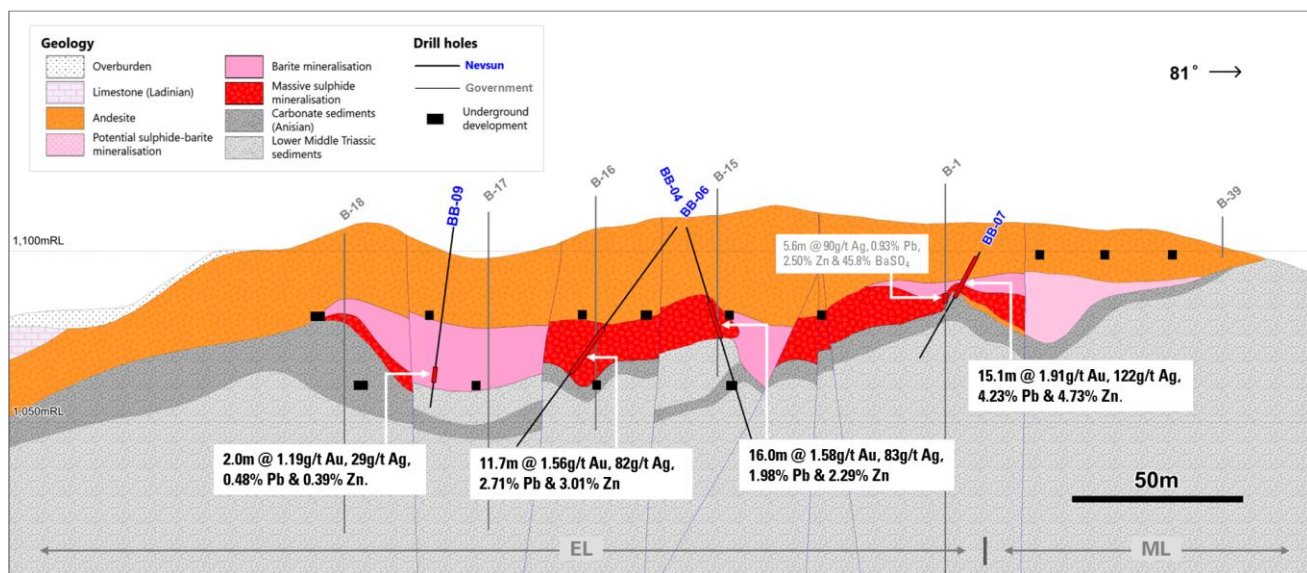 Geology
Overburden
Limestone (Ladinian)
Andesite
Potential sulphide-barite
mineralisation
Barite mineralisation
Massive sulphide
mineralisation
Carbonate sediments
(Anisian)
Lower Middle Triassic
sediments
Drill holes
Nevsun
Government
Underground
development
81°
B-18
BB-09
B-17
B-16
BB-04
BB-06
B-15
B-1
BB-07
B-39
1,100mRL
5.6m @ 90g/t Ag, 0.93% Pb,
2.50% Zn & 45.8% BaSO₄
1,050mRL
15.1m @ 1.91g/t Au, 122g/t Ag,
4.23% Pb & 4.73% Zn.
2.0m @ 1.19g/t Au, 29g/t Ag,
0.48% Pb & 0.39% Zn.
11.7m @ 1.56g/t Au, 82g/t Ag,
2.71% Pb & 3.01% Zn
16.0m @ 1.58g/t Au, 83g/t Ag,
1.98% Pb & 2.29% Zn
50m
EL
ML